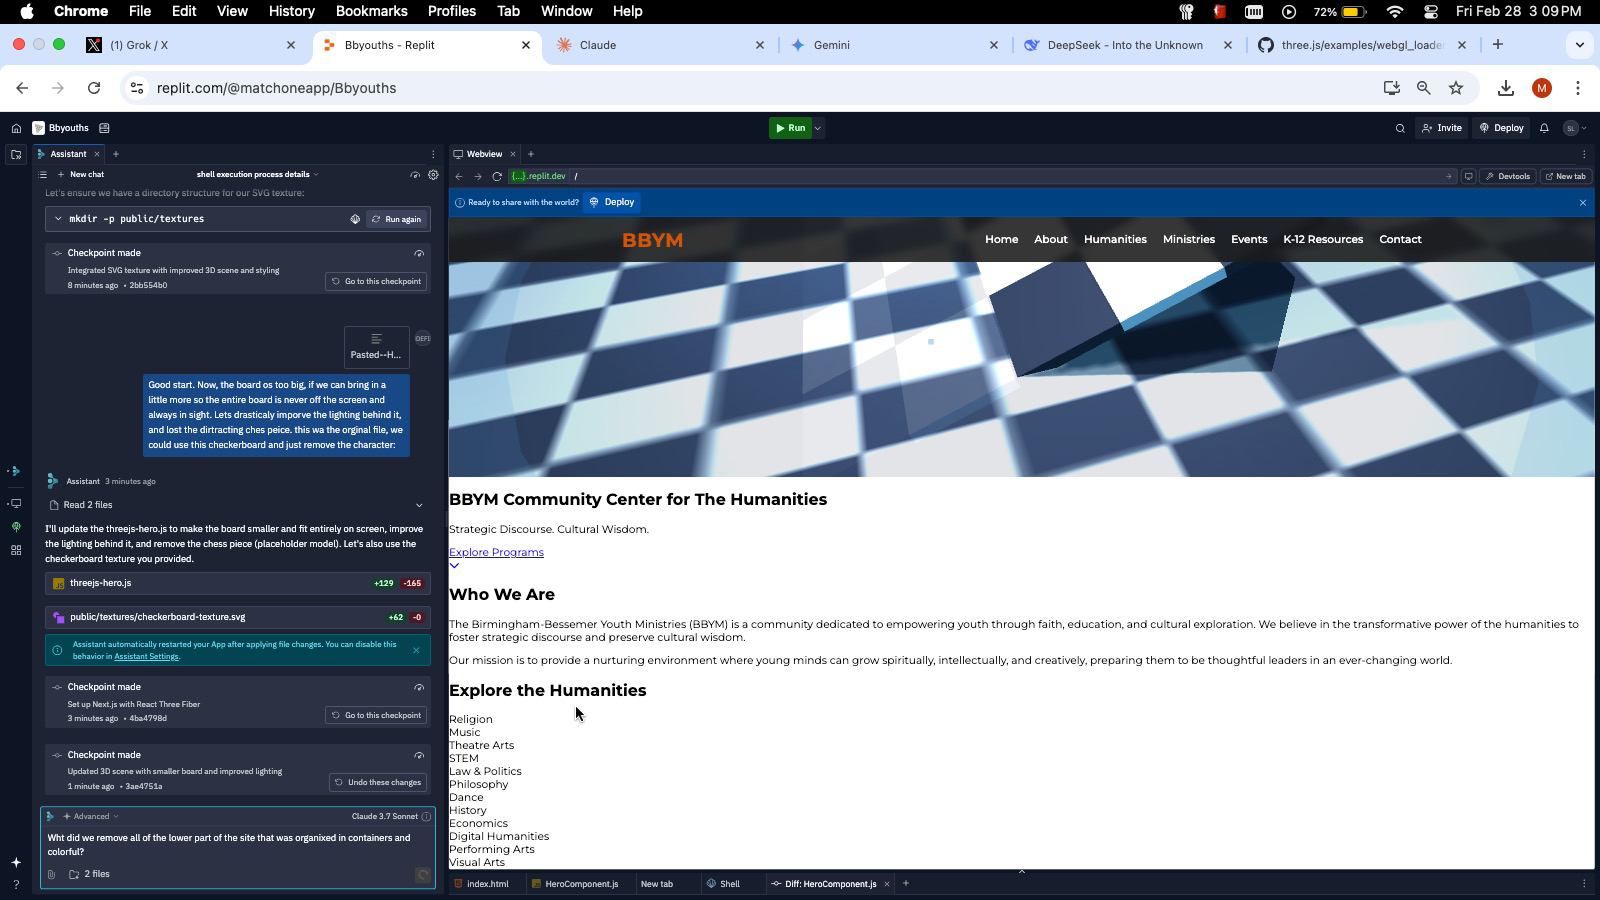 Chrome File Edit View History Bookmarks Profiles Tab Window Help
72% Fri Feb 28 3 09 PM
(1) Grok / X
Bbyouths - Replit
Claude
Gemini
DeepSeek - Into the Unknown
three.js/examples/webgl_loade
replit.com/@matchoneapp/Bbyouths
M
Bbyouths
Run
Invite
Deploy
SL
Assistant
Webview
New chat
shell execution process details
{...}.replit.dev /
Devtools
New tab
Let's ensure we have a directory structure for our SVG texture:
mkdir -p public/textures
Run again
Checkpoint made
Integrated SVG texture with improved 3D scene and styling
8 minutes ago • 2bb554b0
Go to this checkpoint
Pasted--H...
DEFI
Good start. Now, the board os too big, if we can bring in a
little more so the entire board is never off the screen and
always in sight. Lets drasticaly imporve the lighting behind it,
and lost the dirtracting ches peice. this wa the orginal file, we
could use this checkerboard and just remove the character:
Assistant 3 minutes ago
Read 2 files
I'll update the threejs-hero.js to make the board smaller and fit entirely on screen, improve
the lighting behind it, and remove the chess piece (placeholder model). Let's also use the
checkerboard texture you provided.
threejs-hero.js +129 -165
public/textures/checkerboard-texture.svg +62 -0
Assistant automatically restarted your App after applying file changes. You can disable this
behavior in Assistant Settings.
Checkpoint made
Set up Next.js with React Three Fiber
3 minutes ago • 4ba4798d
Go to this checkpoint
Checkpoint made
Updated 3D scene with smaller board and improved lighting
1 minute ago • 3ae4751a
Undo these changes
Advanced
Claude 3.7 Sonnet
Wht did we remove all of the lower part of the site that was organixed in containers and
colorful?
2 files
Ready to share with the world? Deploy
BBYM
Home About Humanities Ministries Events K-12 Resources Contact
BBYM Community Center for The Humanities
Strategic Discourse. Cultural Wisdom.
Explore Programs
Who We Are
The Birmingham-Bessemer Youth Ministries (BBYM) is a community dedicated to empowering youth through faith, education, and cultural exploration. We believe in the transformative power of the humanities to
foster strategic discourse and preserve cultural wisdom.
Our mission is to provide a nurturing environment where young minds can grow spiritually, intellectually, and creatively, preparing them to be thoughtful leaders in an ever-changing world.
Explore the Humanities
Religion
Music
Theatre Arts
STEM
Law & Politics
Philosophy
Dance
History
Economics
Digital Humanities
Performing Arts
Visual Arts
index.html
HeroComponent.js
New tab
Shell
Diff: HeroComponent.js